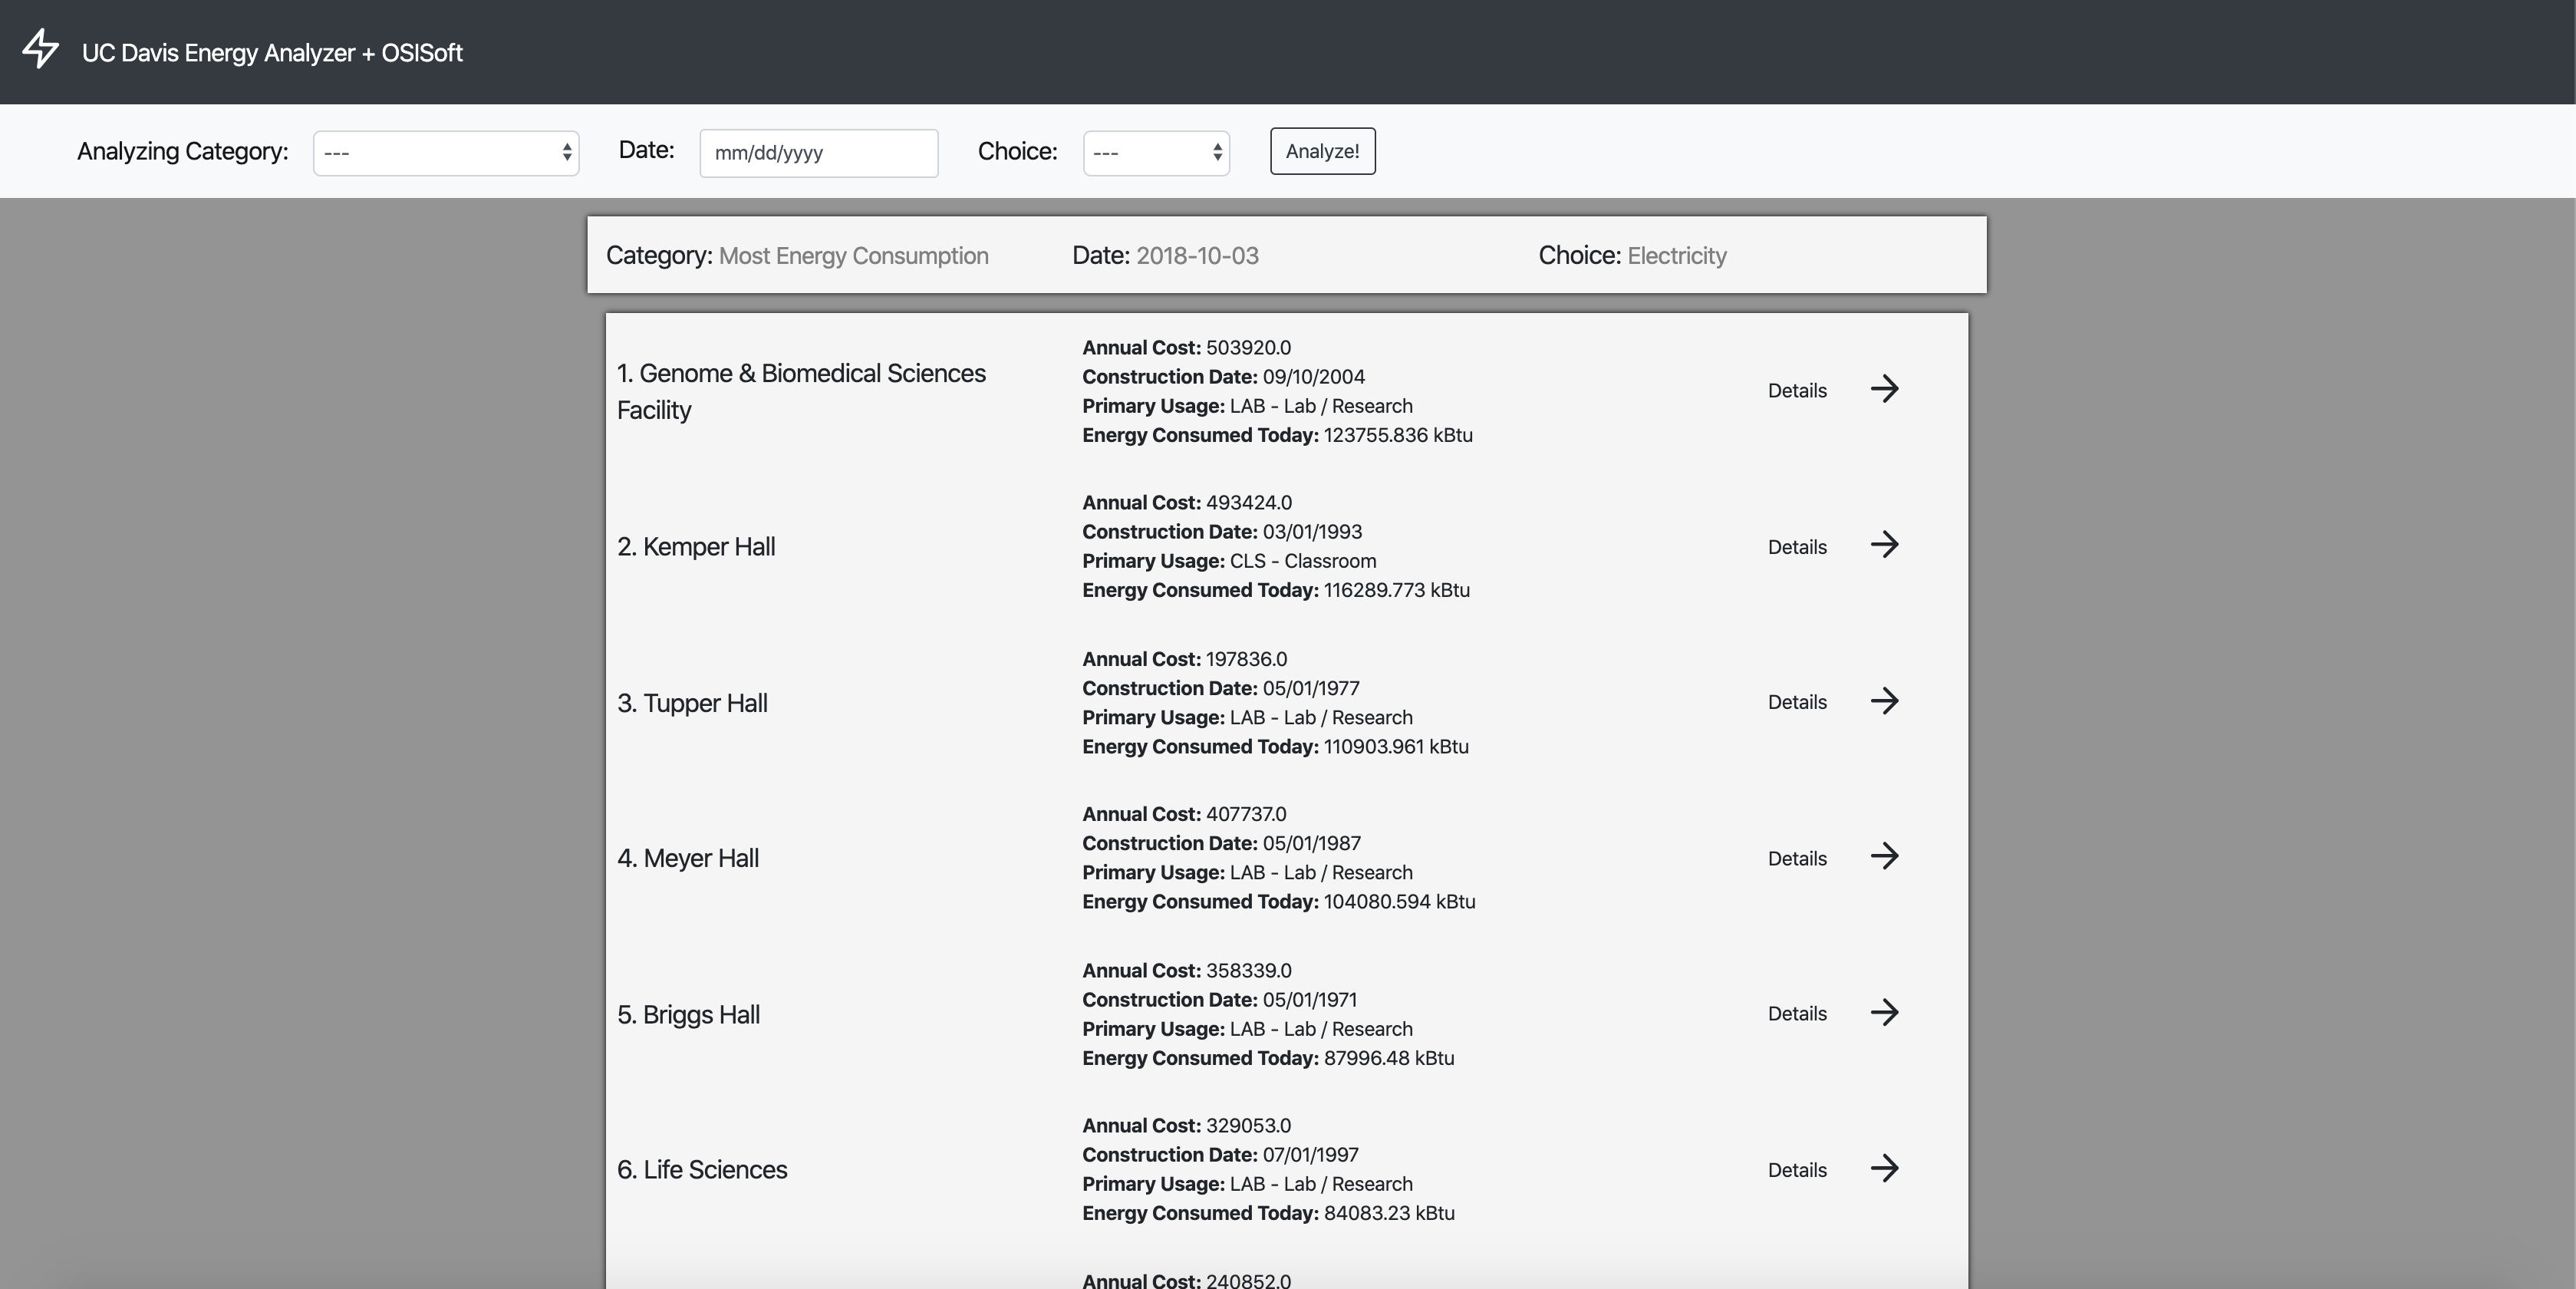 UC Davis Energy Analyzer + OSISoft
Analyzing Category: --- Date: mm/dd/yyyy Choice: --- Analyze!
Category: Most Energy Consumption Date: 2018-10-03 Choice: Electricity
1. Genome & Biomedical Sciences
Facility
Annual Cost: 503920.0
Construction Date: 09/10/2004
Primary Usage: LAB - Lab / Research
Energy Consumed Today: 123755.836 kBtu
Details
2. Kemper Hall
Annual Cost: 493424.0
Construction Date: 03/01/1993
Primary Usage: CLS - Classroom
Energy Consumed Today: 116289.773 kBtu
Details
3. Tupper Hall
Annual Cost: 197836.0
Construction Date: 05/01/1977
Primary Usage: LAB - Lab / Research
Energy Consumed Today: 110903.961 kBtu
Details
4. Meyer Hall
Annual Cost: 407737.0
Construction Date: 05/01/1987
Primary Usage: LAB - Lab / Research
Energy Consumed Today: 104080.594 kBtu
Details
5. Briggs Hall
Annual Cost: 358339.0
Construction Date: 05/01/1971
Primary Usage: LAB - Lab / Research
Energy Consumed Today: 87996.48 kBtu
Details
6. Life Sciences
Annual Cost: 329053.0
Construction Date: 07/01/1997
Primary Usage: LAB - Lab / Research
Energy Consumed Today: 84083.23 kBtu
Details
Annual Cost: 240852.0